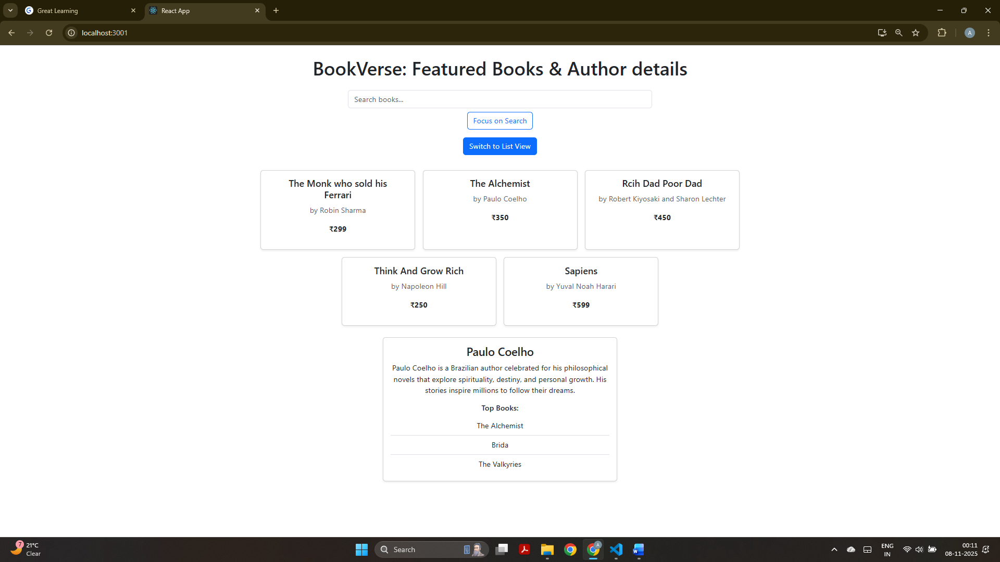 Great Learning
React App
localhost:3001
A
BookVerse: Featured Books & Author details
Search books...
Focus on Search
Switch to List View
The Monk who sold his
Ferrari
by Robin Sharma
₹299
The Alchemist
by Paulo Coelho
₹350
Rcih Dad Poor Dad
by Robert Kiyosaki and Sharon Lechter
₹450
Think And Grow Rich
by Napoleon Hill
₹250
Sapiens
by Yuval Noah Harari
₹599
Paulo Coelho
Paulo Coelho is a Brazilian author celebrated for his philosophical
novels that explore spirituality, destiny, and personal growth. His
stories inspire millions to follow their dreams.
Top Books:
The Alchemist
Brida
The Valkyries
7
21°C
Clear
Search
A
W
ENG
IN
00:11
08-11-2025